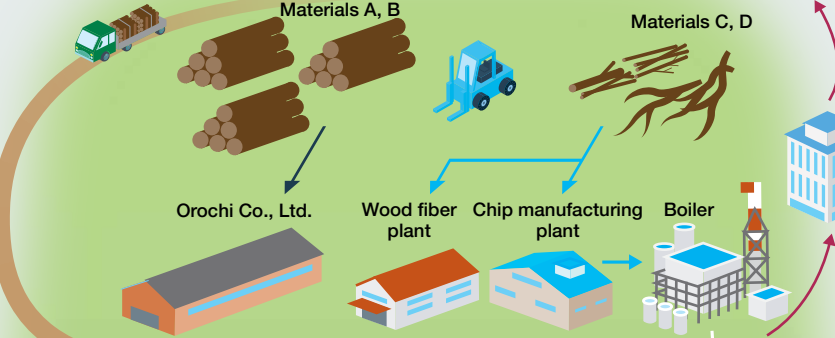 Materials A, B
Materials C, D
Orochi Co., Ltd.
Wood fiber
plant
Chip manufacturing
plant
Boiler